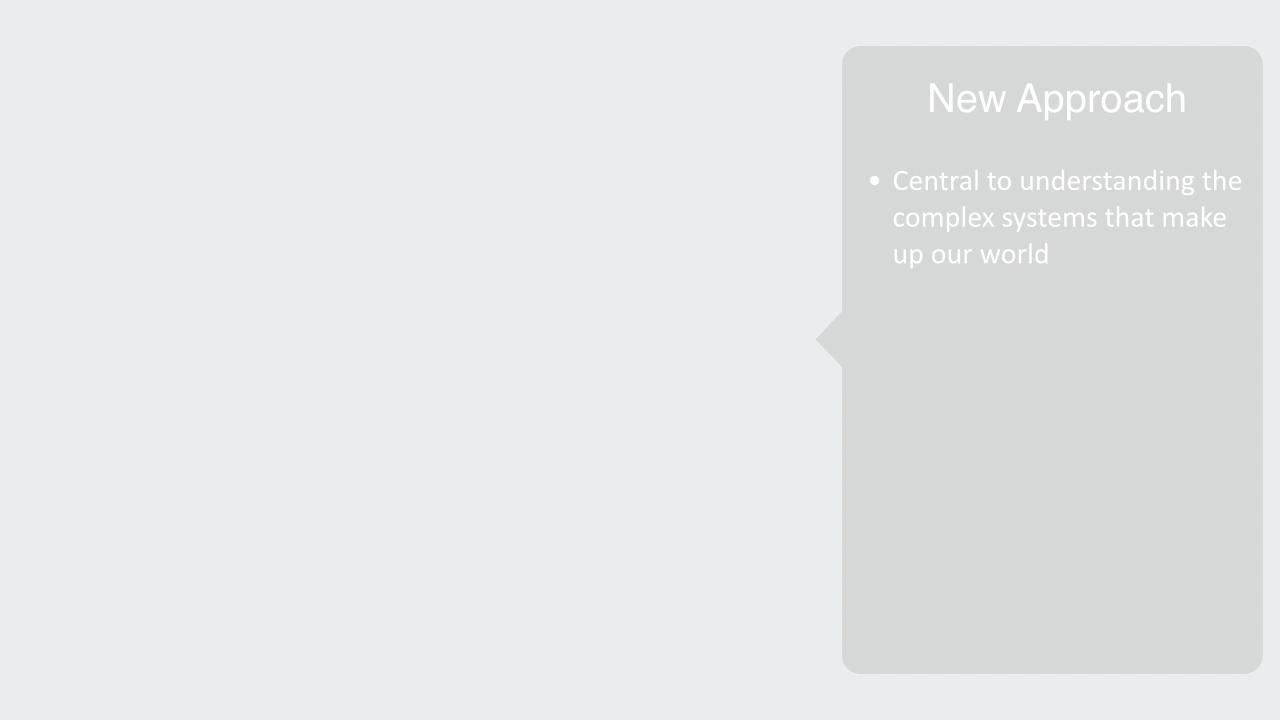 New Approach
• Central to understanding the
complex systems that make
up our world